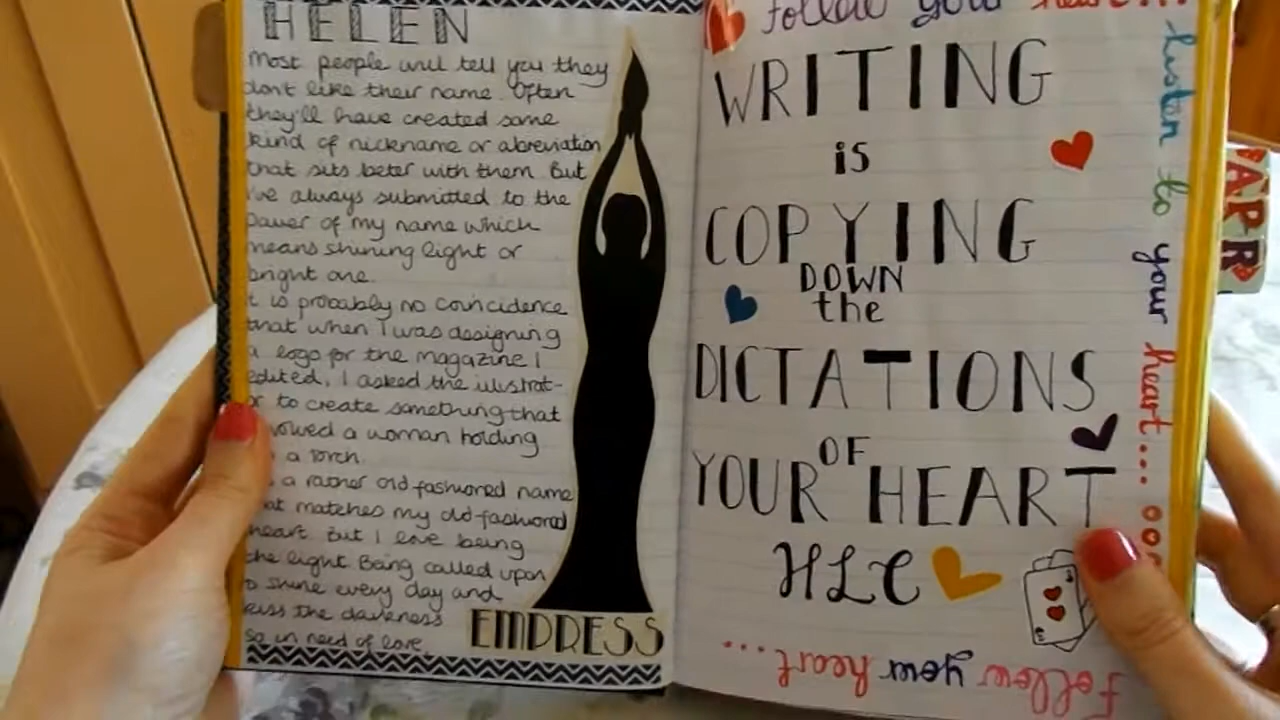 HELEN
Most people will tell you they
don't like their name. Often
they'll have created some
kind of nickname or abreviation
that sits beter with them. But
I've always submitted to the
power of my name which
means shining light or
bright one.
It is probably no coincidence
that when I was designing
a logo for the magazine I
edited, I asked the illustrat-
or to create something that
showed a woman holding
a torch.
a rather old-fashioned name
that matches my old-fashioned
heart. But I love being
the light. Being called upon
to shine every day and
kiss the darkness
so in need of love.
EMPRESS
follow your heart...
WRITING
is
COPYING
DOWN
the
DICTATIONS
OF
YOUR HEART
HLC
listen to your heart...
follow your heart....